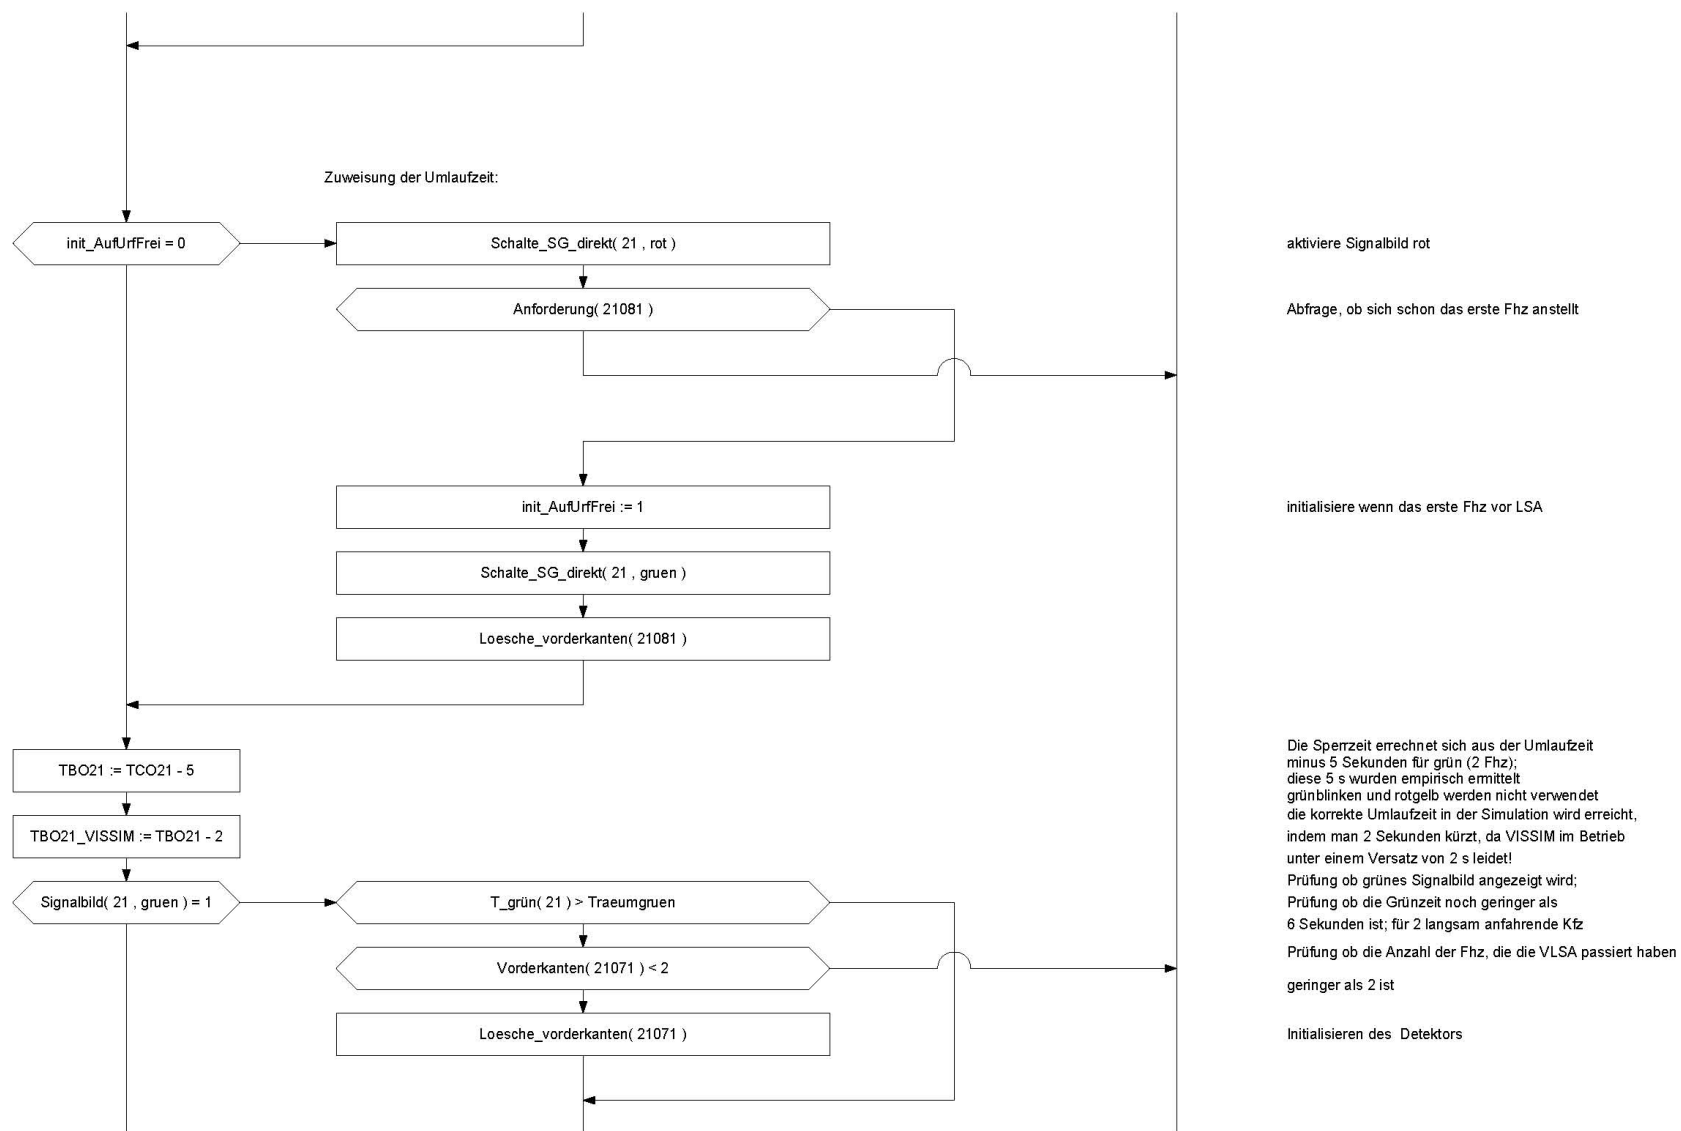 Zuweisung der Umlaufzeit:
init_AufUrfFrei = 0
Schalte_SG_direkt( 21 , rot )
aktiviere Signalbild rot
Anforderung( 21081 )
Abfrage, ob sich schon das erste Fhz anstellt
init_AufUrfFrei := 1
initialisiere wenn das erste Fhz vor LSA
Schalte_SG_direkt( 21 , gruen )
Loesche_vorderkanten( 21081 )
TBO21 := TCO21 - 5
Die Sperrzeit errechnet sich aus der Umlaufzeit
minus 5 Sekunden für grün (2 Fhz);
diese 5 s wurden empirisch ermittelt
grünblinken und rotgelb werden nicht verwendet
TBO21_VISSIM := TBO21 - 2
die korrekte Umlaufzeit in der Simulation wird erreicht,
indem man 2 Sekunden kürzt, da VISSIM im Betrieb
unter einem Versatz von 2 s leidet!
Signalbild( 21 , gruen ) = 1
T_grün( 21 ) > Traeumgruen
Prüfung ob grünes Signalbild angezeigt wird;
Prüfung ob die Grünzeit noch geringer als
6 Sekunden ist; für 2 langsam anfahrende Kfz
Vorderkanten( 21071 ) < 2
Prüfung ob die Anzahl der Fhz, die die VLSA passiert haben
geringer als 2 ist
Loesche_vorderkanten( 21071 )
Initialisieren des  Detektors